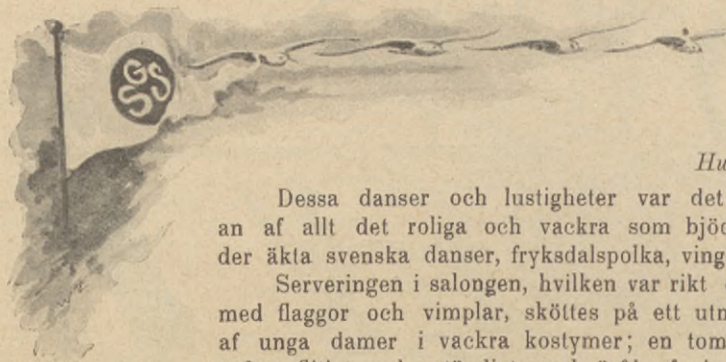 SGS
Hu
Dessa danser och lustigheter var det
an af allt det roliga och vackra som bjöd
der äkta svenska danser, fryksdalspolka, ving
Serveringen i salongen, hvilken var rikt
med flaggor och vimplar, sköttes på ett utm
af unga damer i vackra kostymer; en tom